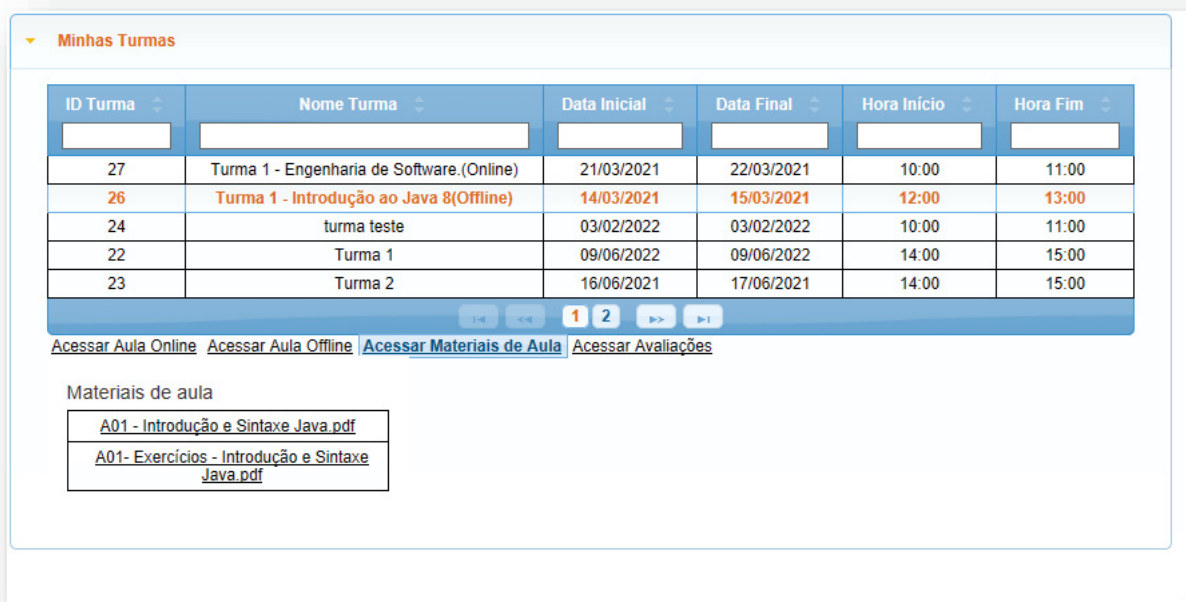 Minhas Turmas
ID Turma Nome Turma Data Inicial Data Final Hora Início Hora Fim
27 Turma 1 - Engenharia de Software.(Online) 21/03/2021 22/03/2021 10:00 11:00
26 Turma 1 - Introdução ao Java 8(Offline) 14/03/2021 15/03/2021 12:00 13:00
24 turma teste 03/02/2022 03/02/2022 10:00 11:00
22 Turma 1 09/06/2022 09/06/2022 14:00 15:00
23 Turma 2 16/06/2021 17/06/2021 14:00 15:00
1 2
Acessar Aula Online Acessar Aula Offline Acessar Materiais de Aula Acessar Avaliações
Materiais de aula
A01 - Introdução e Sintaxe Java.pdf
A01- Exercícios - Introdução e Sintaxe
Java.pdf